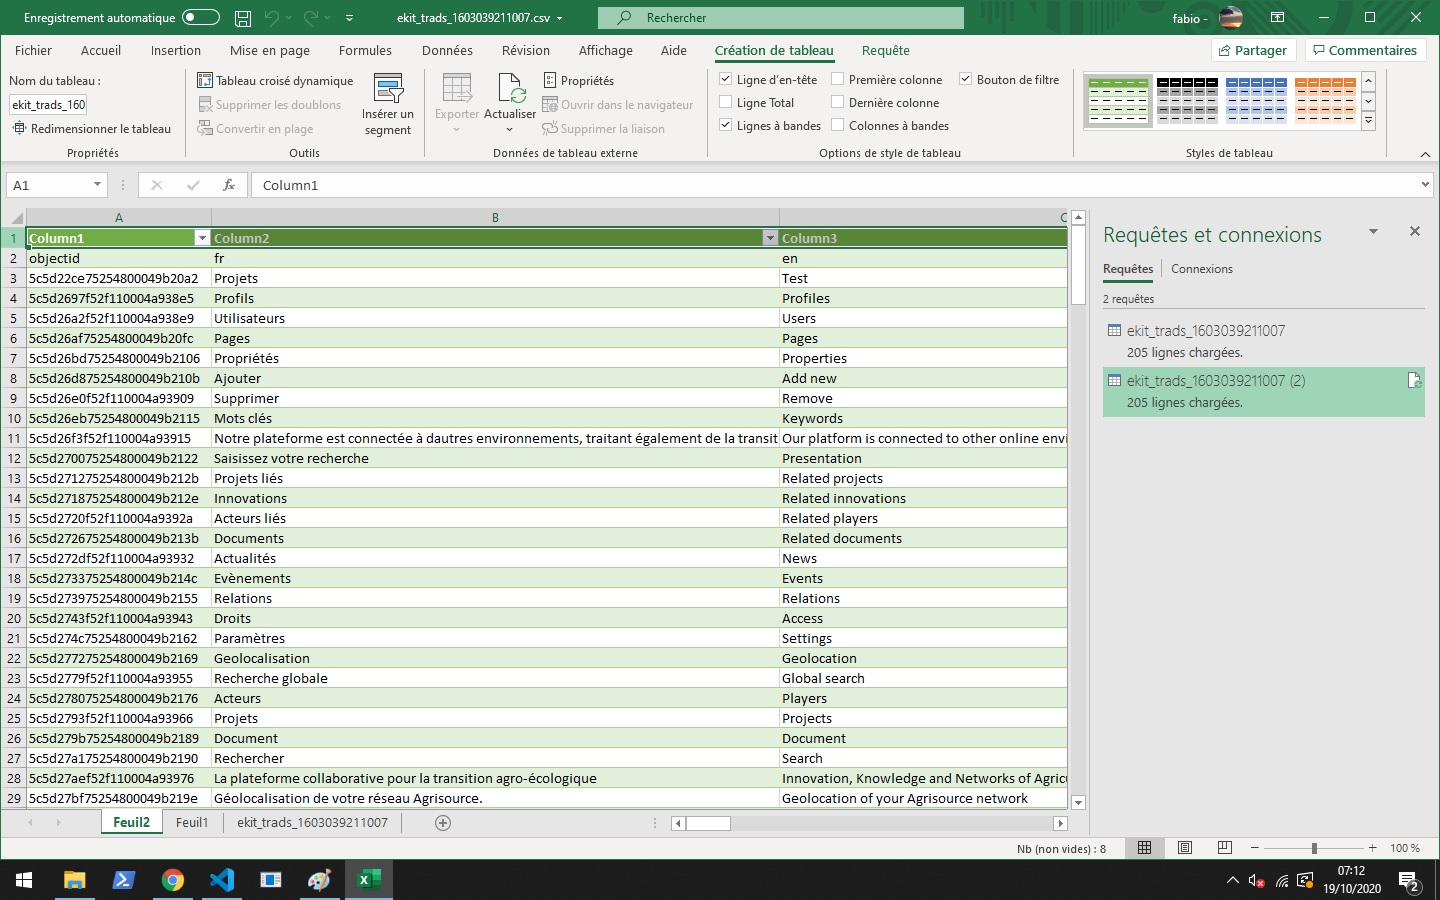 Enregistrement automatique
ekit_trads_1603039211007.csv
Rechercher
fabio -
Fichier Accueil Insertion Mise en page Formules Données Révision Affichage Aide Création de tableau Requête
Partager Commentaires
Nom du tableau :
ekit_trads_160
Redimensionner le tableau
Propriétés
Tableau croisé dynamique
Supprimer les doublons
Convertir en plage
Insérer un segment
Outils
Exporter Actualiser
Propriétés
Ouvrir dans le navigateur
Supprimer la liaison
Données de tableau externe
Ligne d'en-tête Première colonne Bouton de filtre
Ligne Total Dernière colonne
Lignes à bandes Colonnes à bandes
Options de style de tableau
Styles de tableau
A1 fx Column1
A B C
1 Column1 Column2 Column3
2 objectid fr en
3 5c5d22ce75254800049b20a2 Projets Test
4 5c5d2697f52f110004a938e5 Profils Profiles
5 5c5d26a2f52f110004a938e9 Utilisateurs Users
6 5c5d26af75254800049b20fc Pages Pages
7 5c5d26bd75254800049b2106 Propriétés Properties
8 5c5d26d875254800049b210b Ajouter Add new
9 5c5d26e0f52f110004a93909 Supprimer Remove
10 5c5d26eb75254800049b2115 Mots clés Keywords
11 5c5d26f3f52f110004a93915 Notre plateforme est connectée à dautres environnements, traitant également de la transit Our platform is connected to other online envi
12 5c5d270075254800049b2122 Saisissez votre recherche Presentation
13 5c5d271275254800049b212b Projets liés Related projects
14 5c5d271875254800049b212e Innovations Related innovations
15 5c5d2720f52f110004a9392a Acteurs liés Related players
16 5c5d272675254800049b213b Documents Related documents
17 5c5d272df52f110004a93932 Actualités News
18 5c5d273375254800049b214c Evènements Events
19 5c5d273975254800049b2155 Relations Relations
20 5c5d2743f52f110004a93943 Droits Access
21 5c5d274c75254800049b2162 Paramètres Settings
22 5c5d277275254800049b2169 Geolocalisation Geolocation
23 5c5d2779f52f110004a93955 Recherche globale Global search
24 5c5d278075254800049b2176 Acteurs Players
25 5c5d2793f52f110004a93966 Projets Projects
26 5c5d279b75254800049b2189 Document Document
27 5c5d27a175254800049b2190 Rechercher Search
28 5c5d27aef52f110004a93976 La plateforme collaborative pour la transition agro-écologique Innovation, Knowledge and Networks of Agric
29 5c5d27bf75254800049b219e Géolocalisation de votre réseau Agrisource. Geolocation of your Agrisource network
Requêtes et connexions
Requêtes Connexions
2 requêtes
ekit_trads_1603039211007
205 lignes chargées.
ekit_trads_1603039211007 (2)
205 lignes chargées.
Feuil2 Feuil1 ekit_trads_1603039211007
Nb (non vides) : 8
100 %
07:12
19/10/2020
2